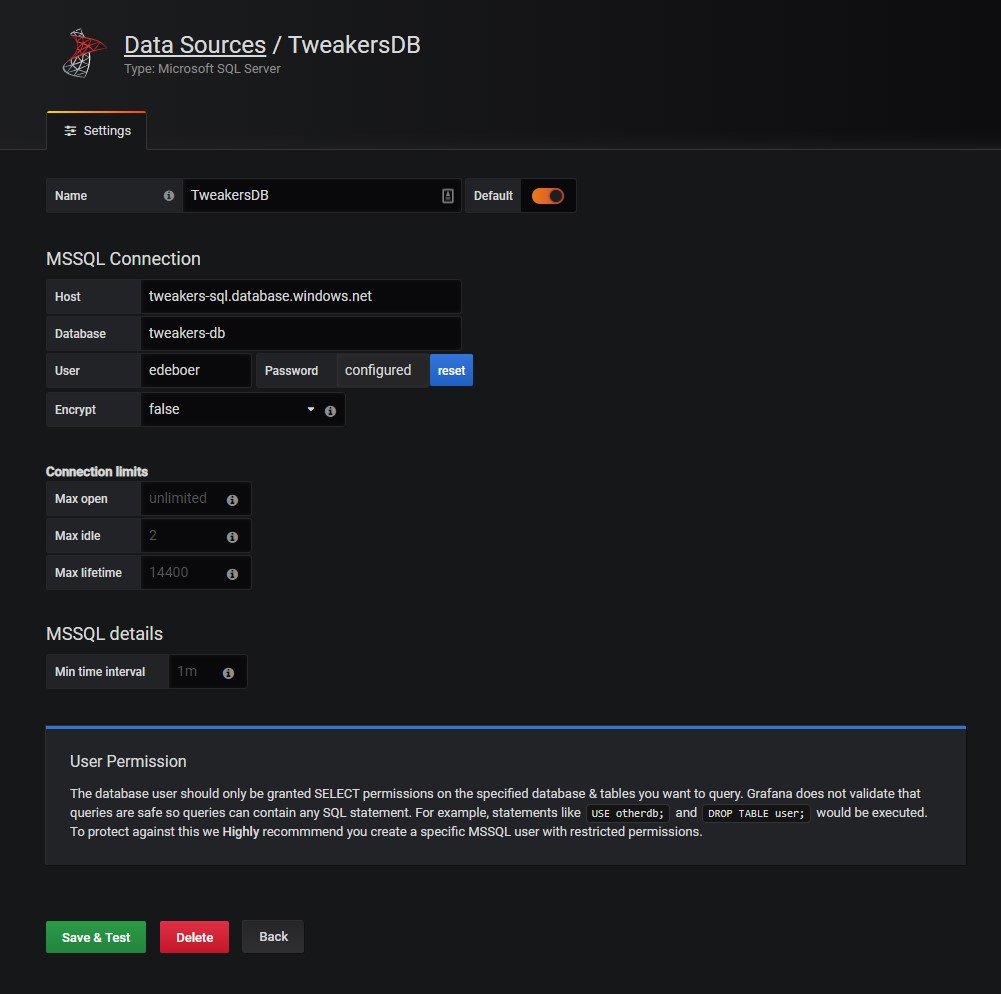 Data Sources / TweakersDB
Type: Microsoft SQL Server
Settings
Name TweakersDB Default
MSSQL Connection
Host tweakers-sql.database.windows.net
Database tweakers-db
User edeboer Password configured reset
Encrypt false
Connection limits
Max open unlimited
Max idle 2
Max lifetime 14400
MSSQL details
Min time interval 1m
User Permission
The database user should only be granted SELECT permissions on the specified database & tables you want to query. Grafana does not validate that
queries are safe so queries can contain any SQL statement. For example, statements like USE otherdb; and DROP TABLE user; would be executed.
To protect against this we Highly recommmend you create a specific MSSQL user with restricted permissions.
Save & Test Delete Back